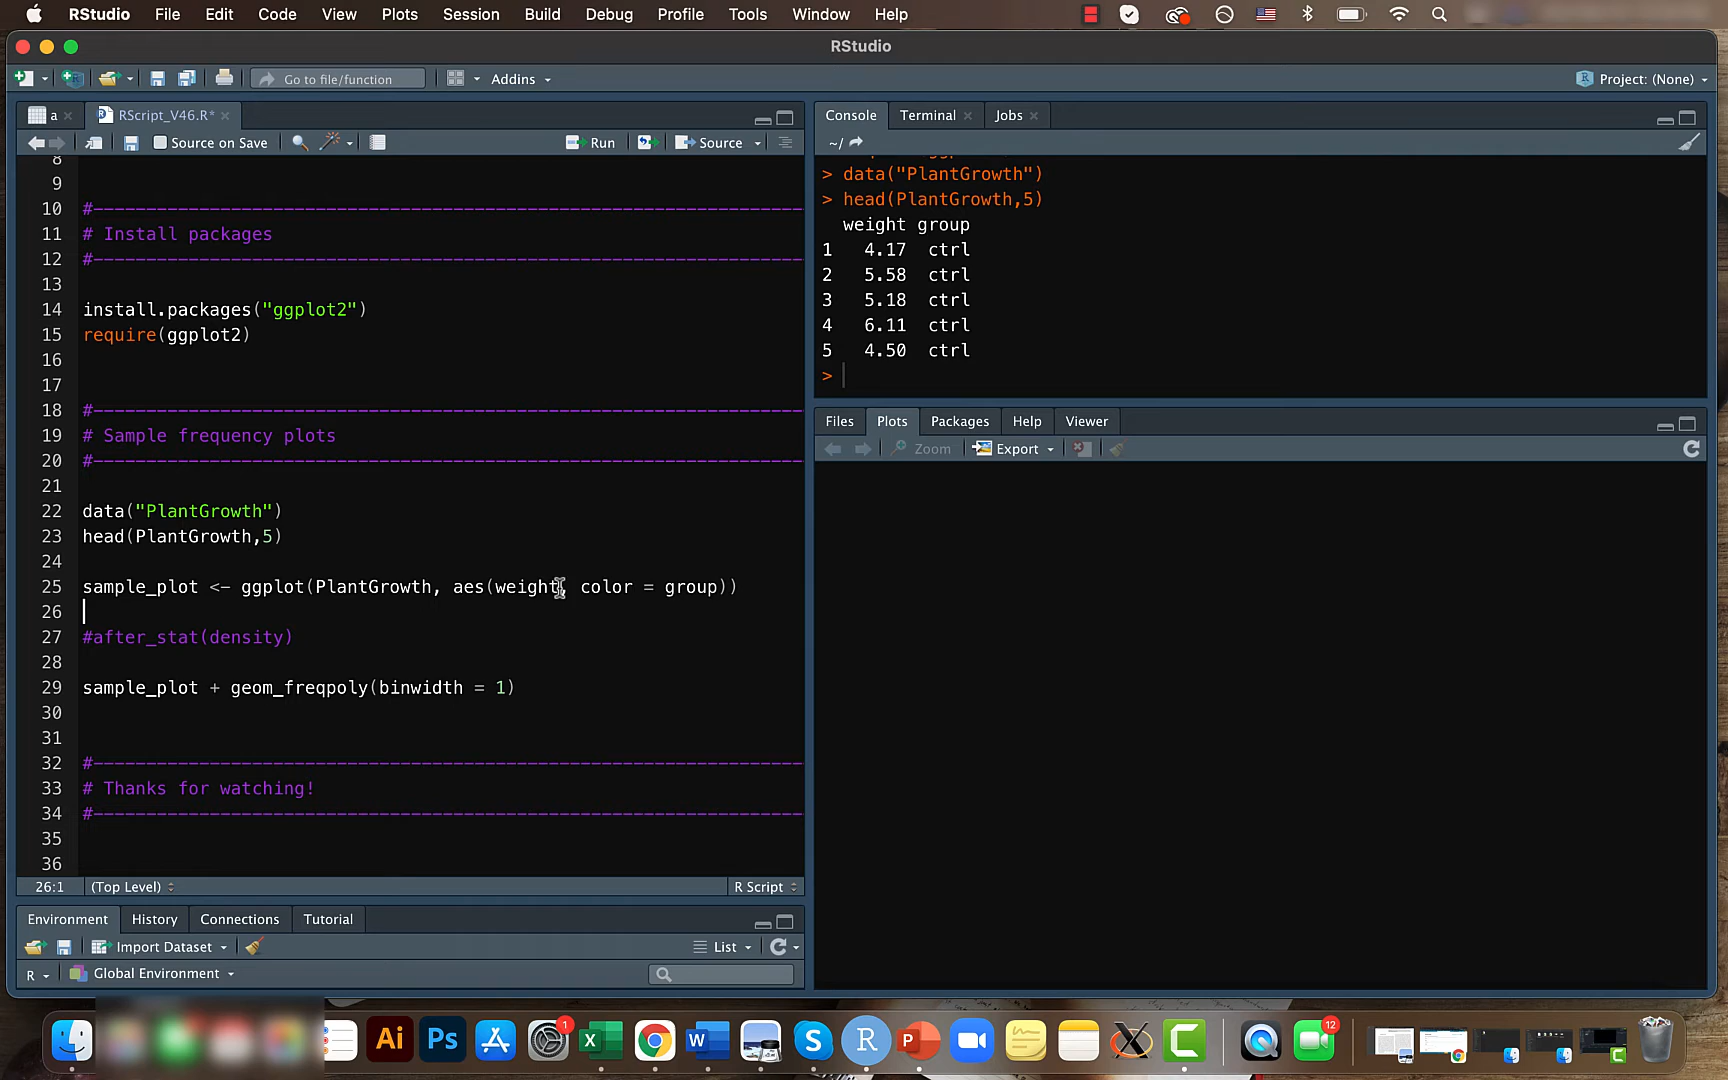 RStudio File Edit Code View Plots Session Build Debug Profile Tools Window Help
RStudio
Go to file/function Addins Project: (None)
a RScript_V46.R*
Source on Save Run Source
8
9
10 #--------------------------------------------------------------------
11 # Install packages
12 #--------------------------------------------------------------------
13
14 install.packages("ggplot2")
15 require(ggplot2)
16
17
18 #--------------------------------------------------------------------
19 # Sample frequency plots
20 #--------------------------------------------------------------------
21
22 data("PlantGrowth")
23 head(PlantGrowth,5)
24
25 sample_plot <- ggplot(PlantGrowth, aes(weight, color = group))
26
27 #after_stat(density)
28
29 sample_plot + geom_freqpoly(binwidth = 1)
30
31
32 #--------------------------------------------------------------------
33 # Thanks for watching!
34 #--------------------------------------------------------------------
35
36
26:1 (Top Level) R Script
Environment History Connections Tutorial
Import Dataset List
R Global Environment
Console Terminal Jobs
~/
> data("PlantGrowth")
> head(PlantGrowth,5)
weight group
1 4.17 ctrl
2 5.58 ctrl
3 5.18 ctrl
4 6.11 ctrl
5 4.50 ctrl
>
Files Plots Packages Help Viewer
Zoom Export
Ai Ps 1 X W S R P X C 12